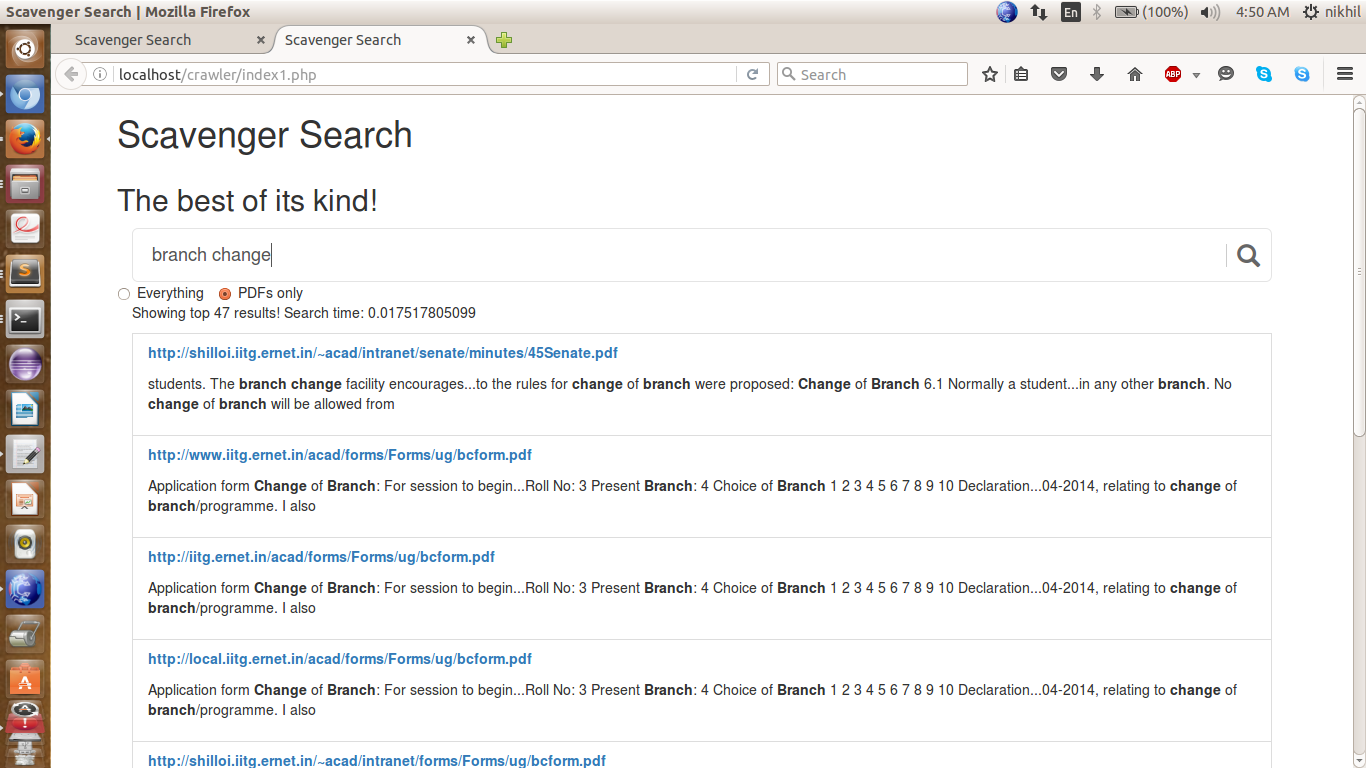 Scavenger Search | Mozilla Firefox
En (100%) 4:50 AM nikhil
Scavenger Search × Scavenger Search ×
localhost/crawler/index1.php Search ABP
Scavenger Search
The best of its kind!
branch change
Everything PDFs only
Showing top 47 results! Search time: 0.017517805099
http://shilloi.iitg.ernet.in/~acad/intranet/senate/minutes/45Senate.pdf
students. The branch change facility encourages...to the rules for change of branch were proposed: Change of Branch 6.1 Normally a student...in any other branch. No
change of branch will be allowed from
http://www.iitg.ernet.in/acad/forms/Forms/ug/bcform.pdf
Application form Change of Branch: For session to begin...Roll No: 3 Present Branch: 4 Choice of Branch 1 2 3 4 5 6 7 8 9 10 Declaration...04-2014, relating to change of
branch/programme. I also
http://iitg.ernet.in/acad/forms/Forms/ug/bcform.pdf
Application form Change of Branch: For session to begin...Roll No: 3 Present Branch: 4 Choice of Branch 1 2 3 4 5 6 7 8 9 10 Declaration...04-2014, relating to change of
branch/programme. I also
http://local.iitg.ernet.in/acad/forms/Forms/ug/bcform.pdf
Application form Change of Branch: For session to begin...Roll No: 3 Present Branch: 4 Choice of Branch 1 2 3 4 5 6 7 8 9 10 Declaration...04-2014, relating to change of
branch/programme. I also
http://shilloi.iitg.ernet.in/~acad/intranet/forms/Forms/ug/bcform.pdf